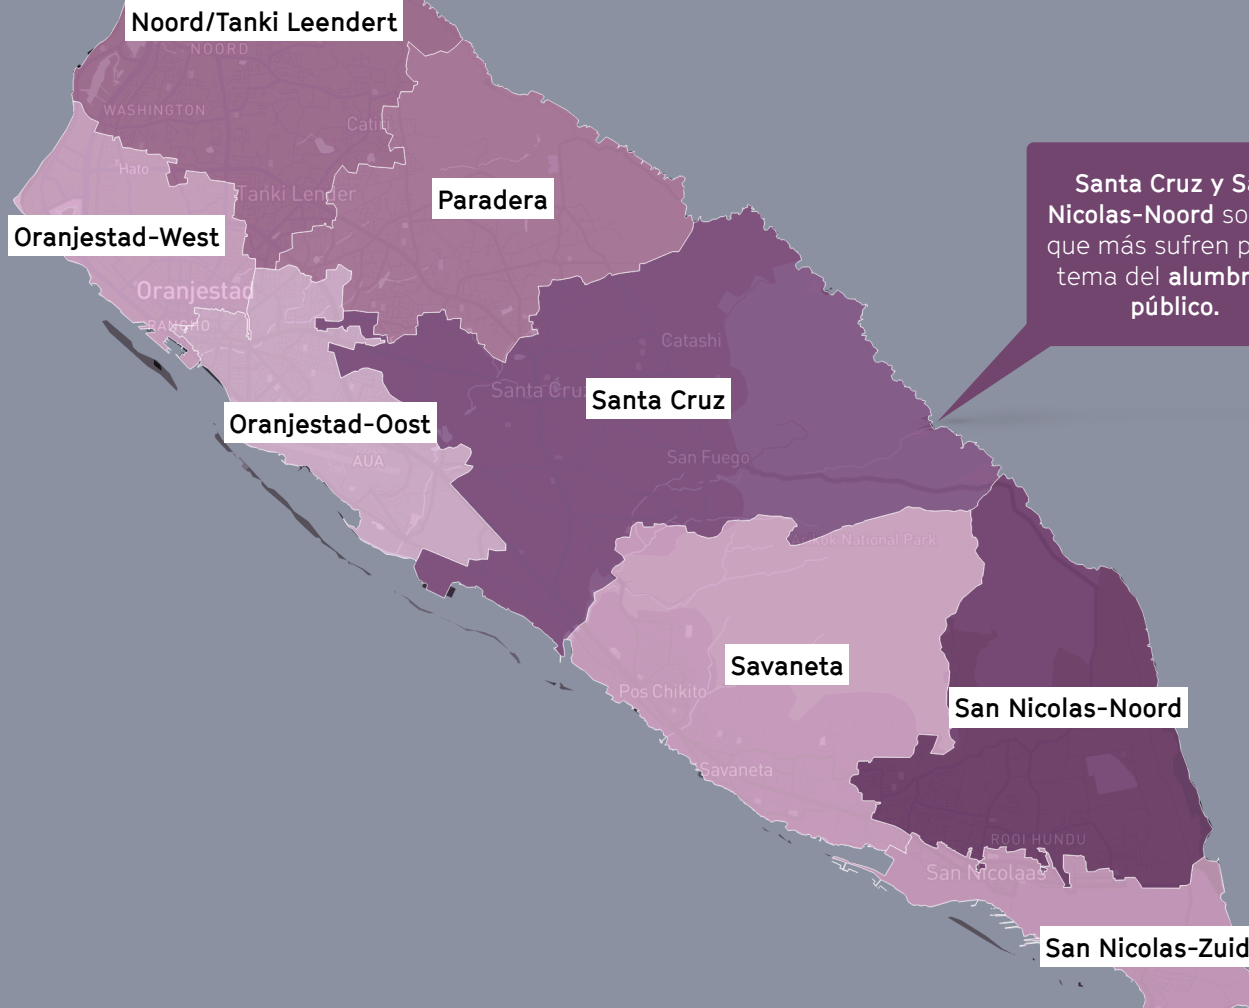 Noord/Tanki Leendert
NOORD
WASHINGTON
Catiri
Hato
Tanki Lender
Paradera
Oranjestad-West
Oranjestad
RANCHO
Santa Cruz y Sa
Nicolas-Noord so
que más sufren p
tema del alumbr
público.
Catashi
Santa Cruz
Santa Cruz
Oranjestad-Oost
AUA
San Fuego
Arikok National Park
Savaneta
Pos Chikito
San Nicolas-Noord
Savaneta
ROOI HUNDU
San Nicolaas
San Nicolas-Zuid